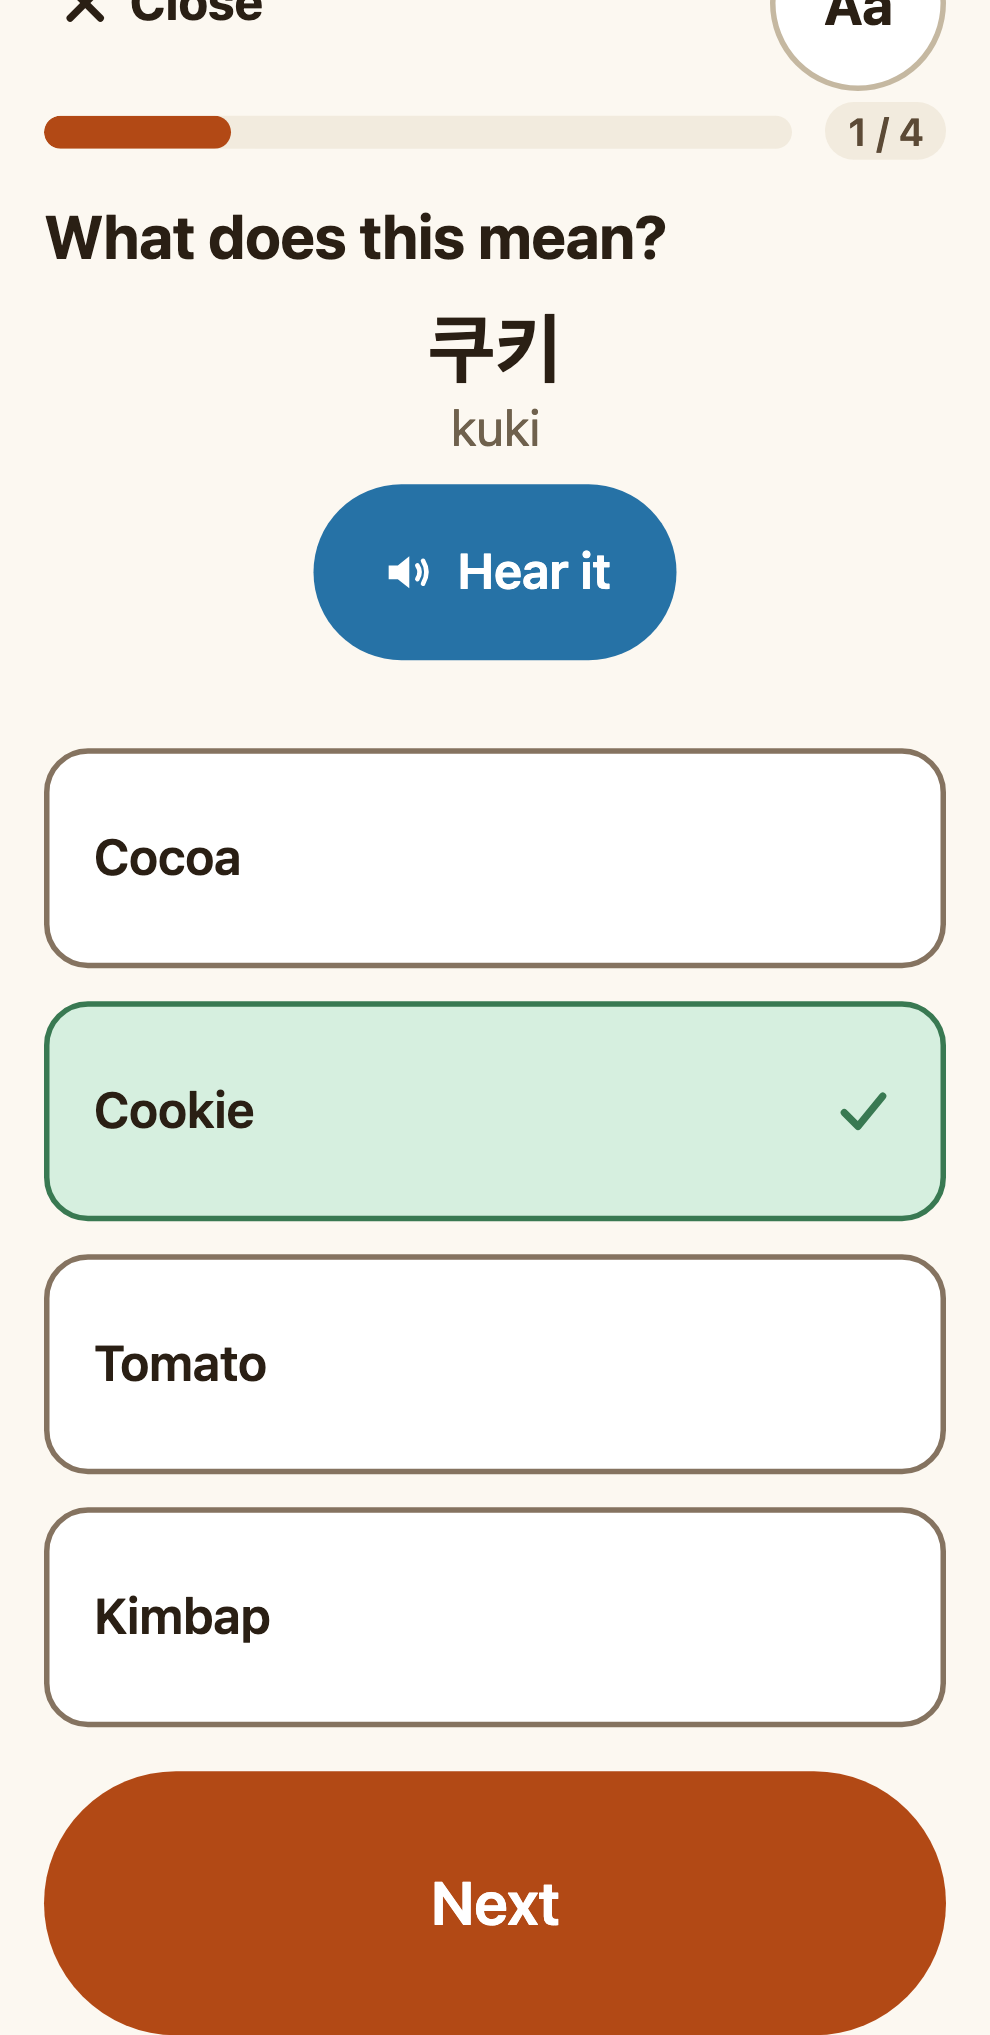 Close
Aa
1 / 4
What does this mean?
쿠키
kuki
Hear it
Cocoa
Cookie
Tomato
Kimbap
Next